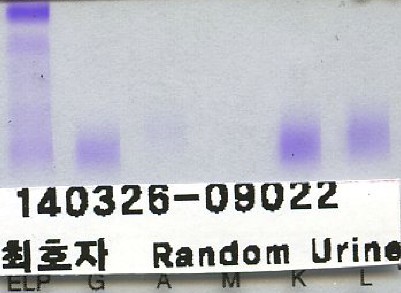 140326-09022
최호자 Random Urine
ELP G A M K L